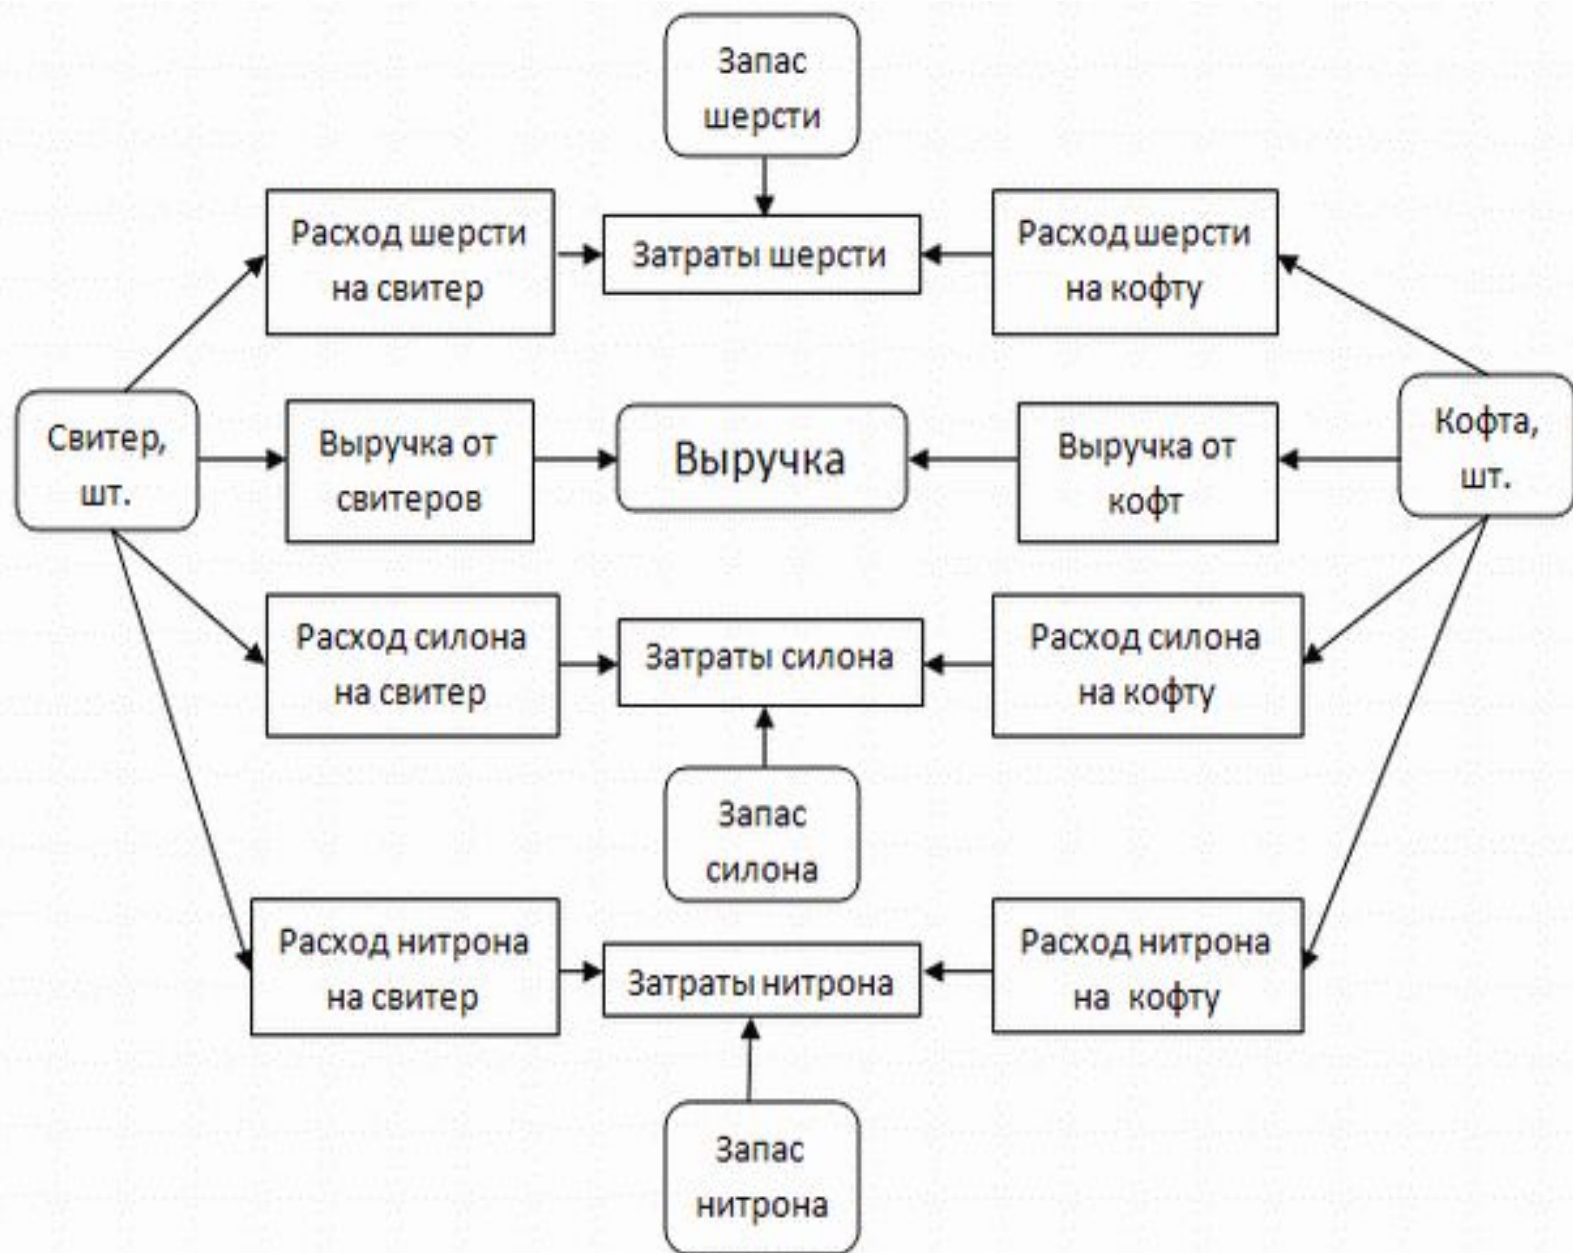 Запас
шерсти
Расход шерсти
на свитер
Затраты шерсти
Расход шерсти
на кофту
Свитер,
шт.
Выручка от
свитеров
Выручка
Выручка от
кофт
Кофта,
шт.
Расход силона
на свитер
Затраты силона
Расход силона
на кофту
Запас
силона
Расход нитрона
на свитер
Затраты нитрона
Расход нитрона
на кофту
Запас
нитрона